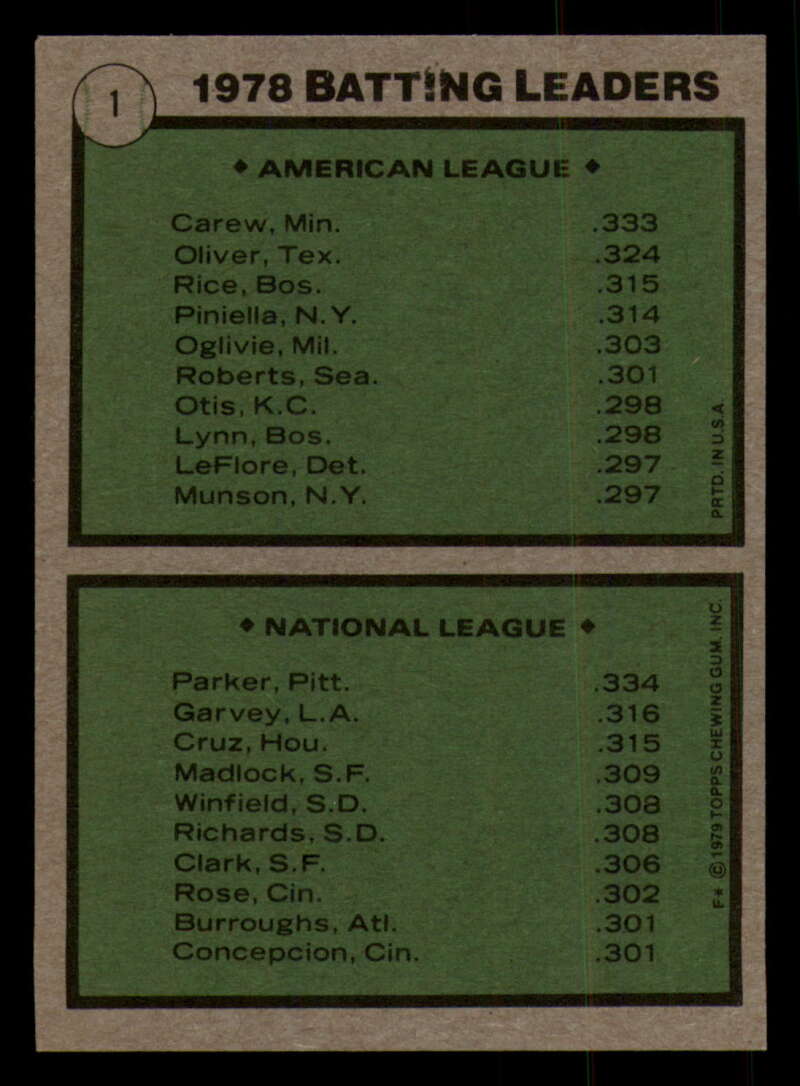 1
1978 BATTING LEADERS
♦ AMERICAN LEAGUE ♦
Carew, Min. .333
Oliver, Tex. .324
Rice, Bos. .315
Piniella, N.Y. .314
Oglivie, Mil. .303
Roberts, Sea. .301
Otis, K.C. .298
Lynn, Bos. .298
LeFlore, Det. .297
Munson, N.Y. .297
PRTD. IN U.S.A
♦ NATIONAL LEAGUE ♦
Parker, Pitt. .334
Garvey, L.A. .316
Cruz, Hou. .315
Madlock, S.F. .309
Winfield, S.D. .308
Richards, S.D. .308
Clark, S.F. .306
Rose, Cin. .302
Burroughs, Atl. .301
Concepcion, Cin. .301
F* © 1979 TOPPS CHEWING GUM, INC.